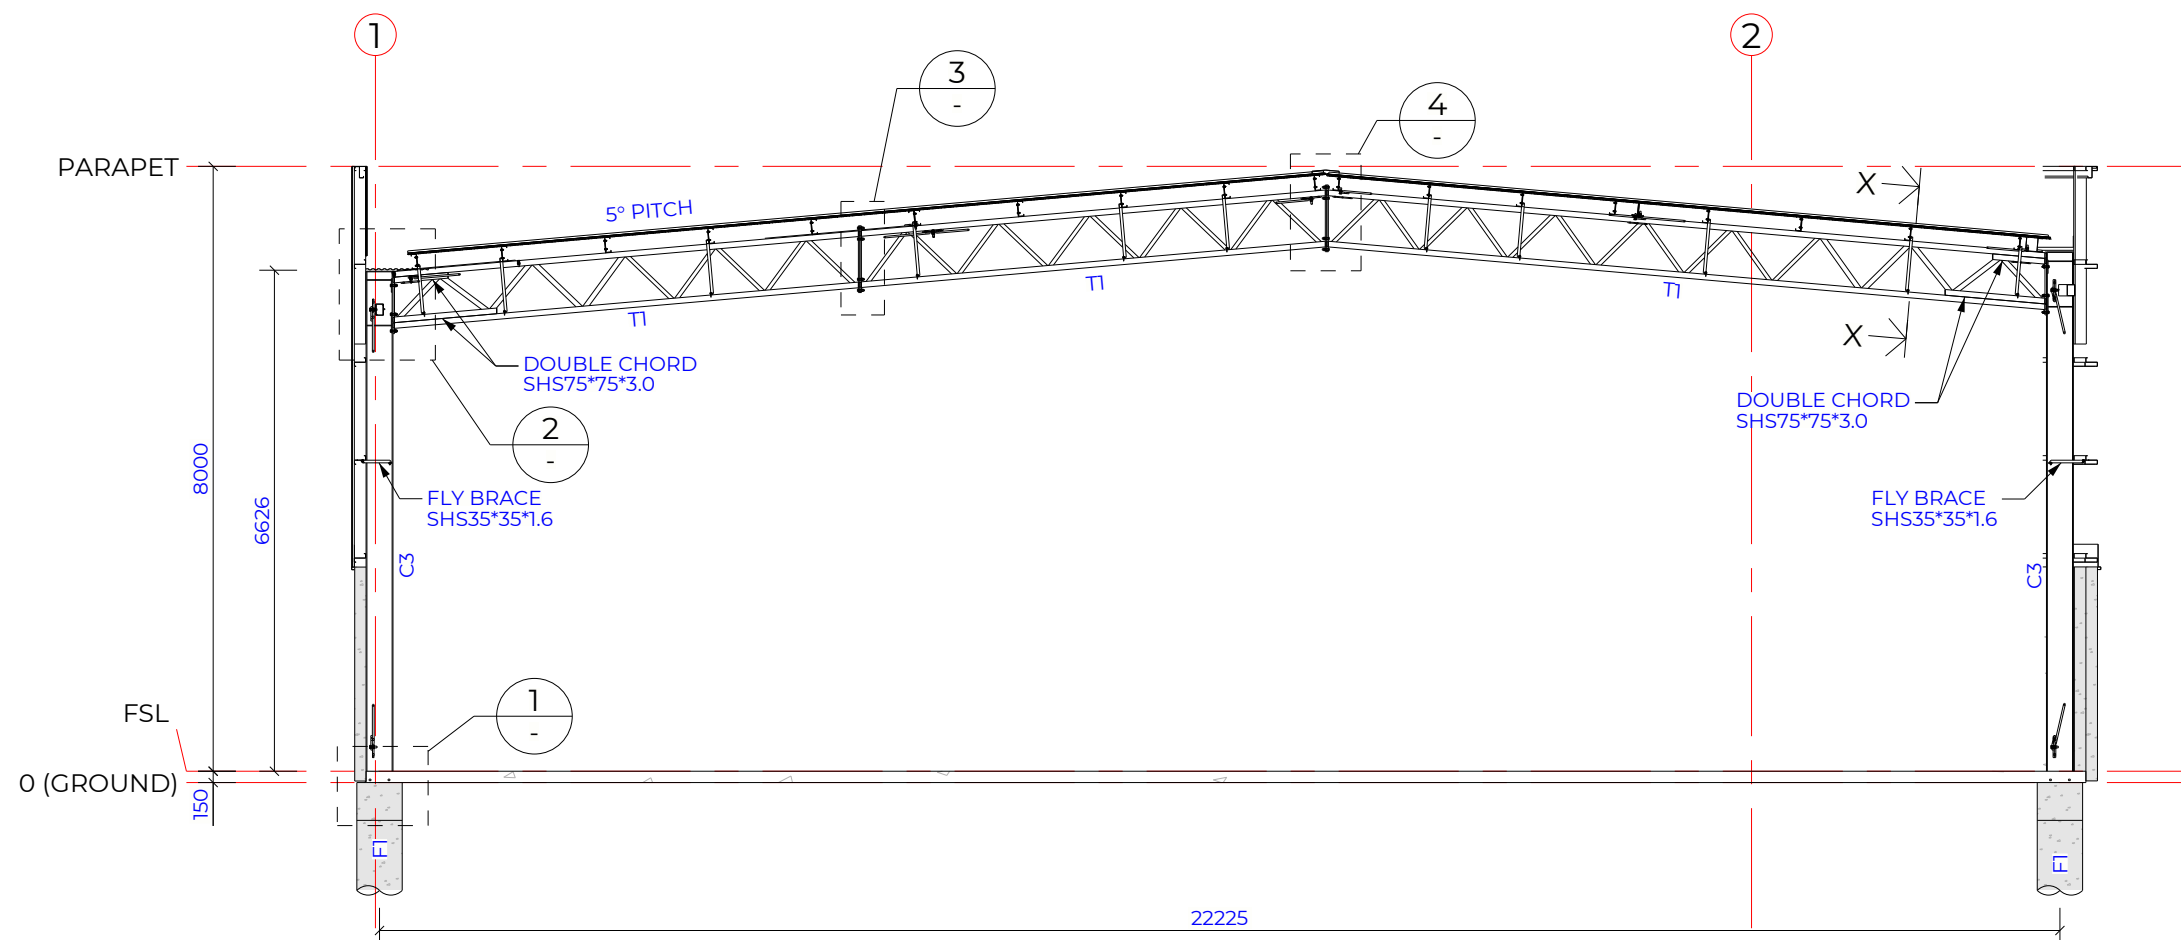 1
2
3
-
4
-
PARAPET
X
5° PITCH
T1
T1
T1
X
DOUBLE CHORD
SHS75*75*3.0
DOUBLE CHORD
SHS75*75*3.0
2
-
8000
6626
FLY BRACE
SHS35*35*1.6
FLY BRACE
SHS35*35*1.6
C3
C3
1
-
FSL
0 (GROUND)
150
F1
F1
22225